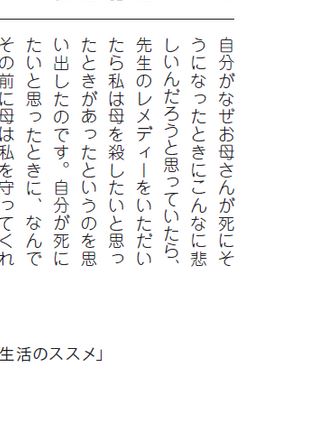 自分がなぜお母さんが死にそ
うになったときにこんなに悲
しいんだろうと思っていたら、
先生のレメディーをいただい
たら私は母を殺したいと思っ
たときがあったというのを思
い出したのです。自分が死に
たいと思ったときに、なんで
その前に母は私を守ってくれ
生活のススメ」